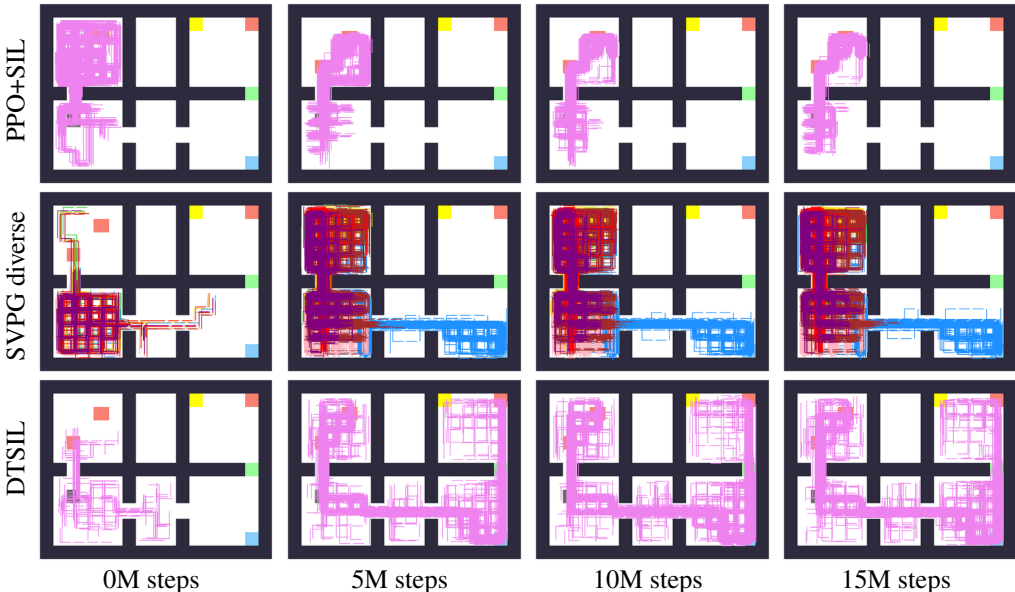 PPO+SIL
SVPG diverse
DTSIL
0M steps
5M steps
10M steps
15M steps